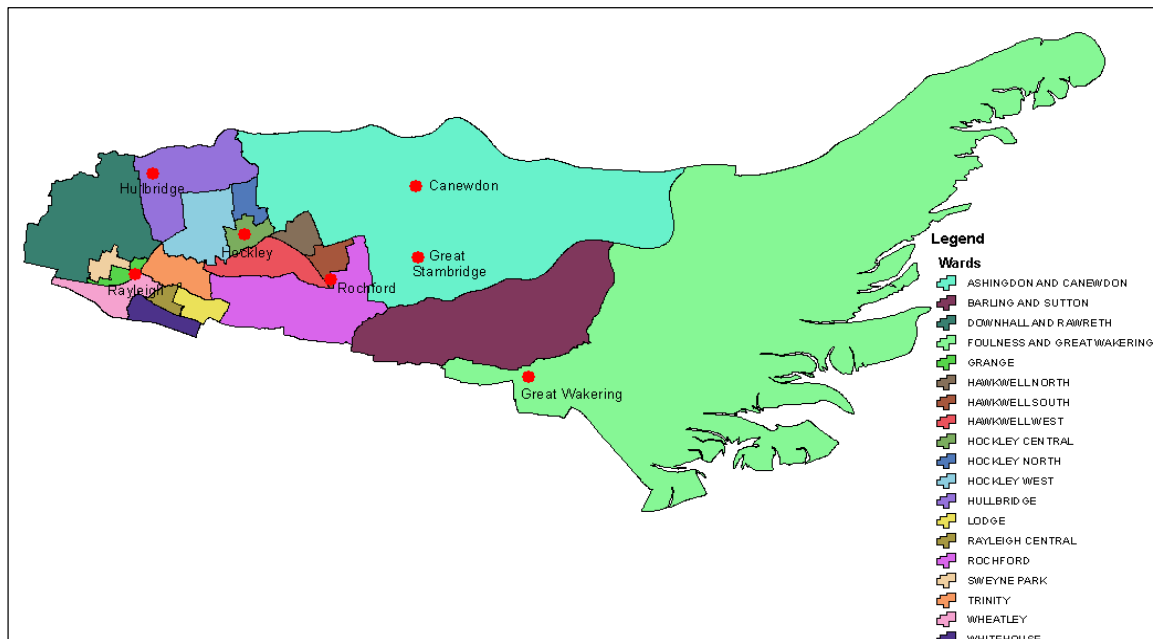 Hullbridge
Canewdon
Hockley
Great
Stambridge
Rayleigh
Rochford
Great Wakering
Legend
Wards
ASHINGDON AND CANEWDON
BARLING AND SUTTON
DOWNHALL AND RAWRETH
FOULNESS AND GREAT WAKERING
GRANGE
HAWKWELL NORTH
HAWKWELL SOUTH
HAWKWELL WEST
HOCKLEY CENTRAL
HOCKLEY NORTH
HOCKLEY WEST
HULLBRIDGE
LODGE
RAYLEIGH CENTRAL
ROCHFORD
SWEYNE PARK
TRINITY
WHEATLEY
WHITEHOUSE